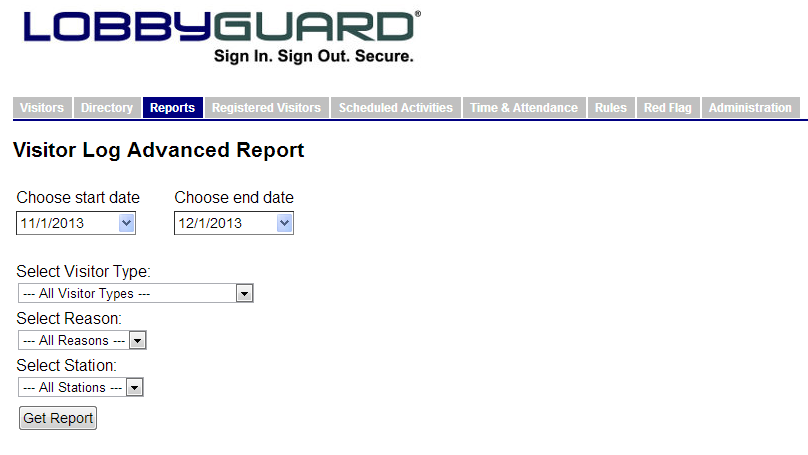 LOBBYGUARD®
Sign In. Sign Out. Secure.
Visitors Directory Reports Registered Visitors Scheduled Activities Time & Attendance Rules Red Flag Administration
Visitor Log Advanced Report
Choose start date Choose end date
11/1/2013 12/1/2013
Select Visitor Type:
--- All Visitor Types ---
Select Reason:
--- All Reasons ---
Select Station:
--- All Stations ---
Get Report